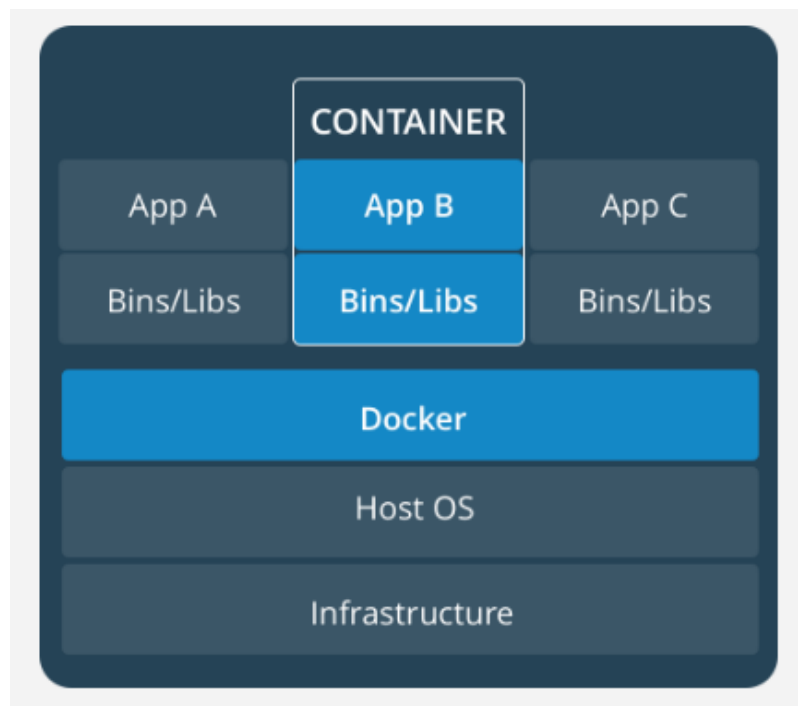 CONTAINER
App A
App B
App C
Bins/Libs
Bins/Libs
Bins/Libs
Docker
Host OS
Infrastructure